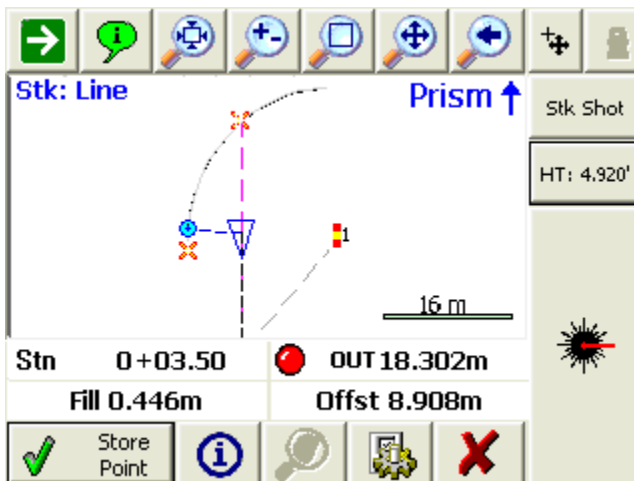 Stk: Line
Prism
Stk Shot
HT: 4.920'
1
16 m
Stn 0+03.50
OUT 18.302m
Fill 0.446m
Offst 8.908m
Store
Point